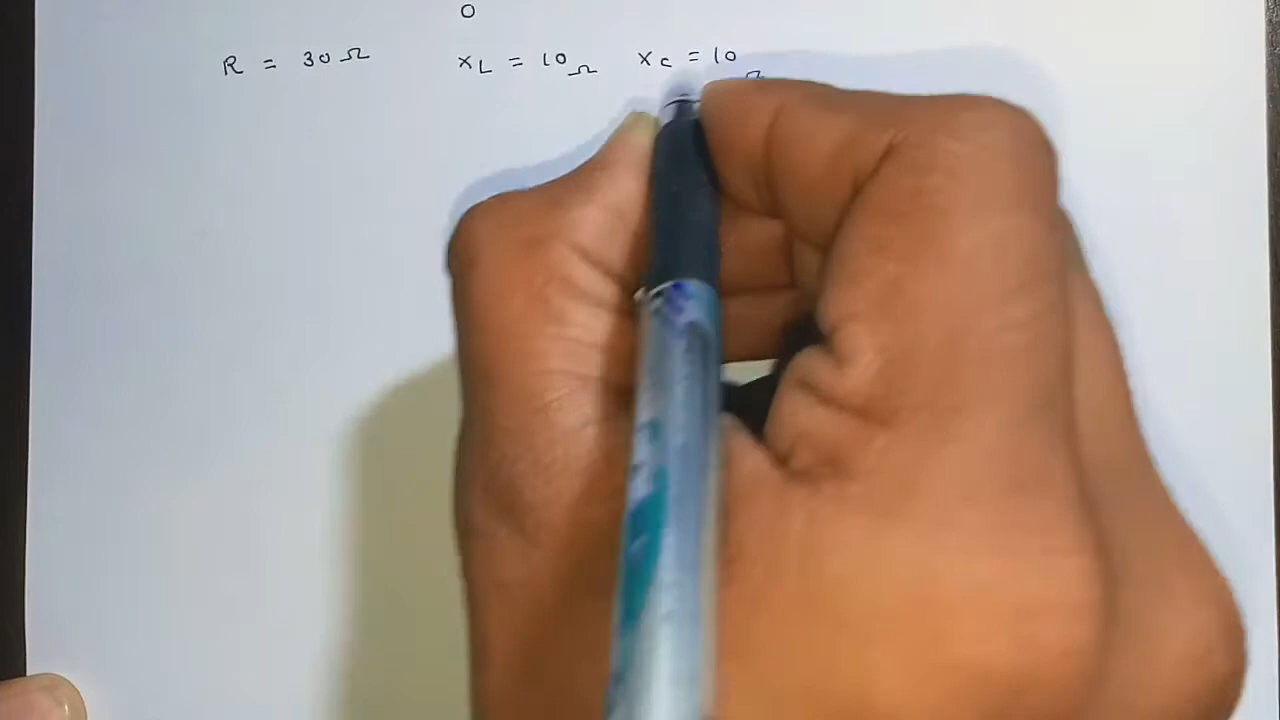 0
R = 30 Ω XL = 10 Ω XC = 10 Ω